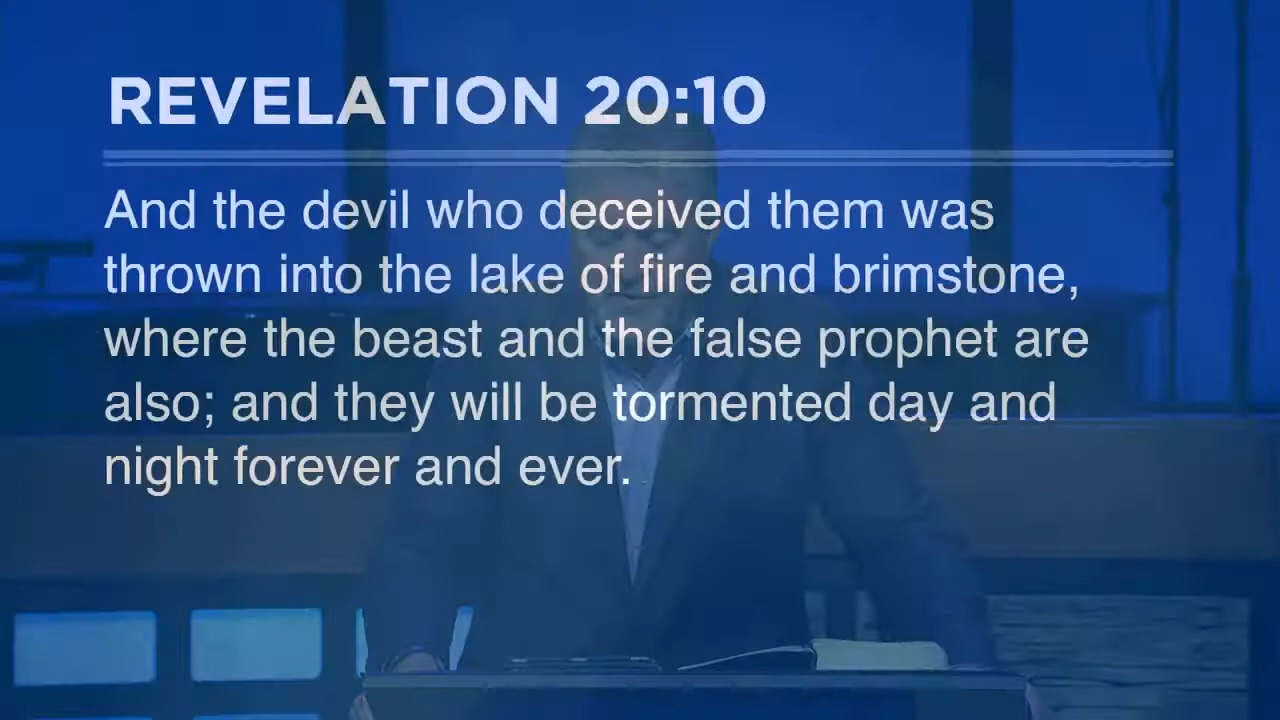 REVELATION 20:10
And the devil who deceived them was
thrown into the lake of fire and brimstone,
where the beast and the false prophet are
also; and they will be tormented day and
night forever and ever.